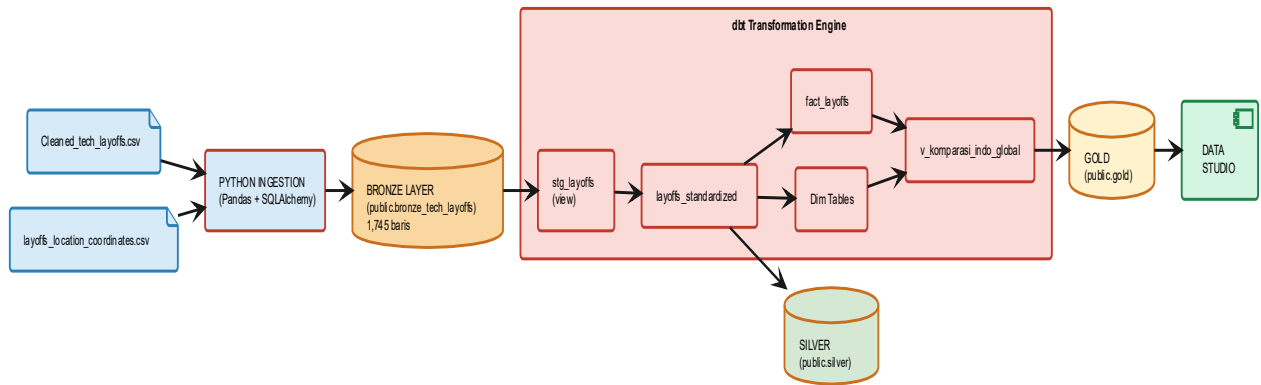 dbt Transformation Engine
Cleaned_tech_layoffs.csv
layoffs_location_coordinates.csv
PYTHON INGESTION
(Pandas + SQLAlchemy)
BRONZE LAYER
(public.bronze_tech_layoffs)
1,745 baris
stg_layoffs
(view)
layoffs_standardized
fact_layoffs
Dim Tables
v_komparasi_indo_global
GOLD
(public.gold)
DATA
STUDIO
SILVER
(public.silver)